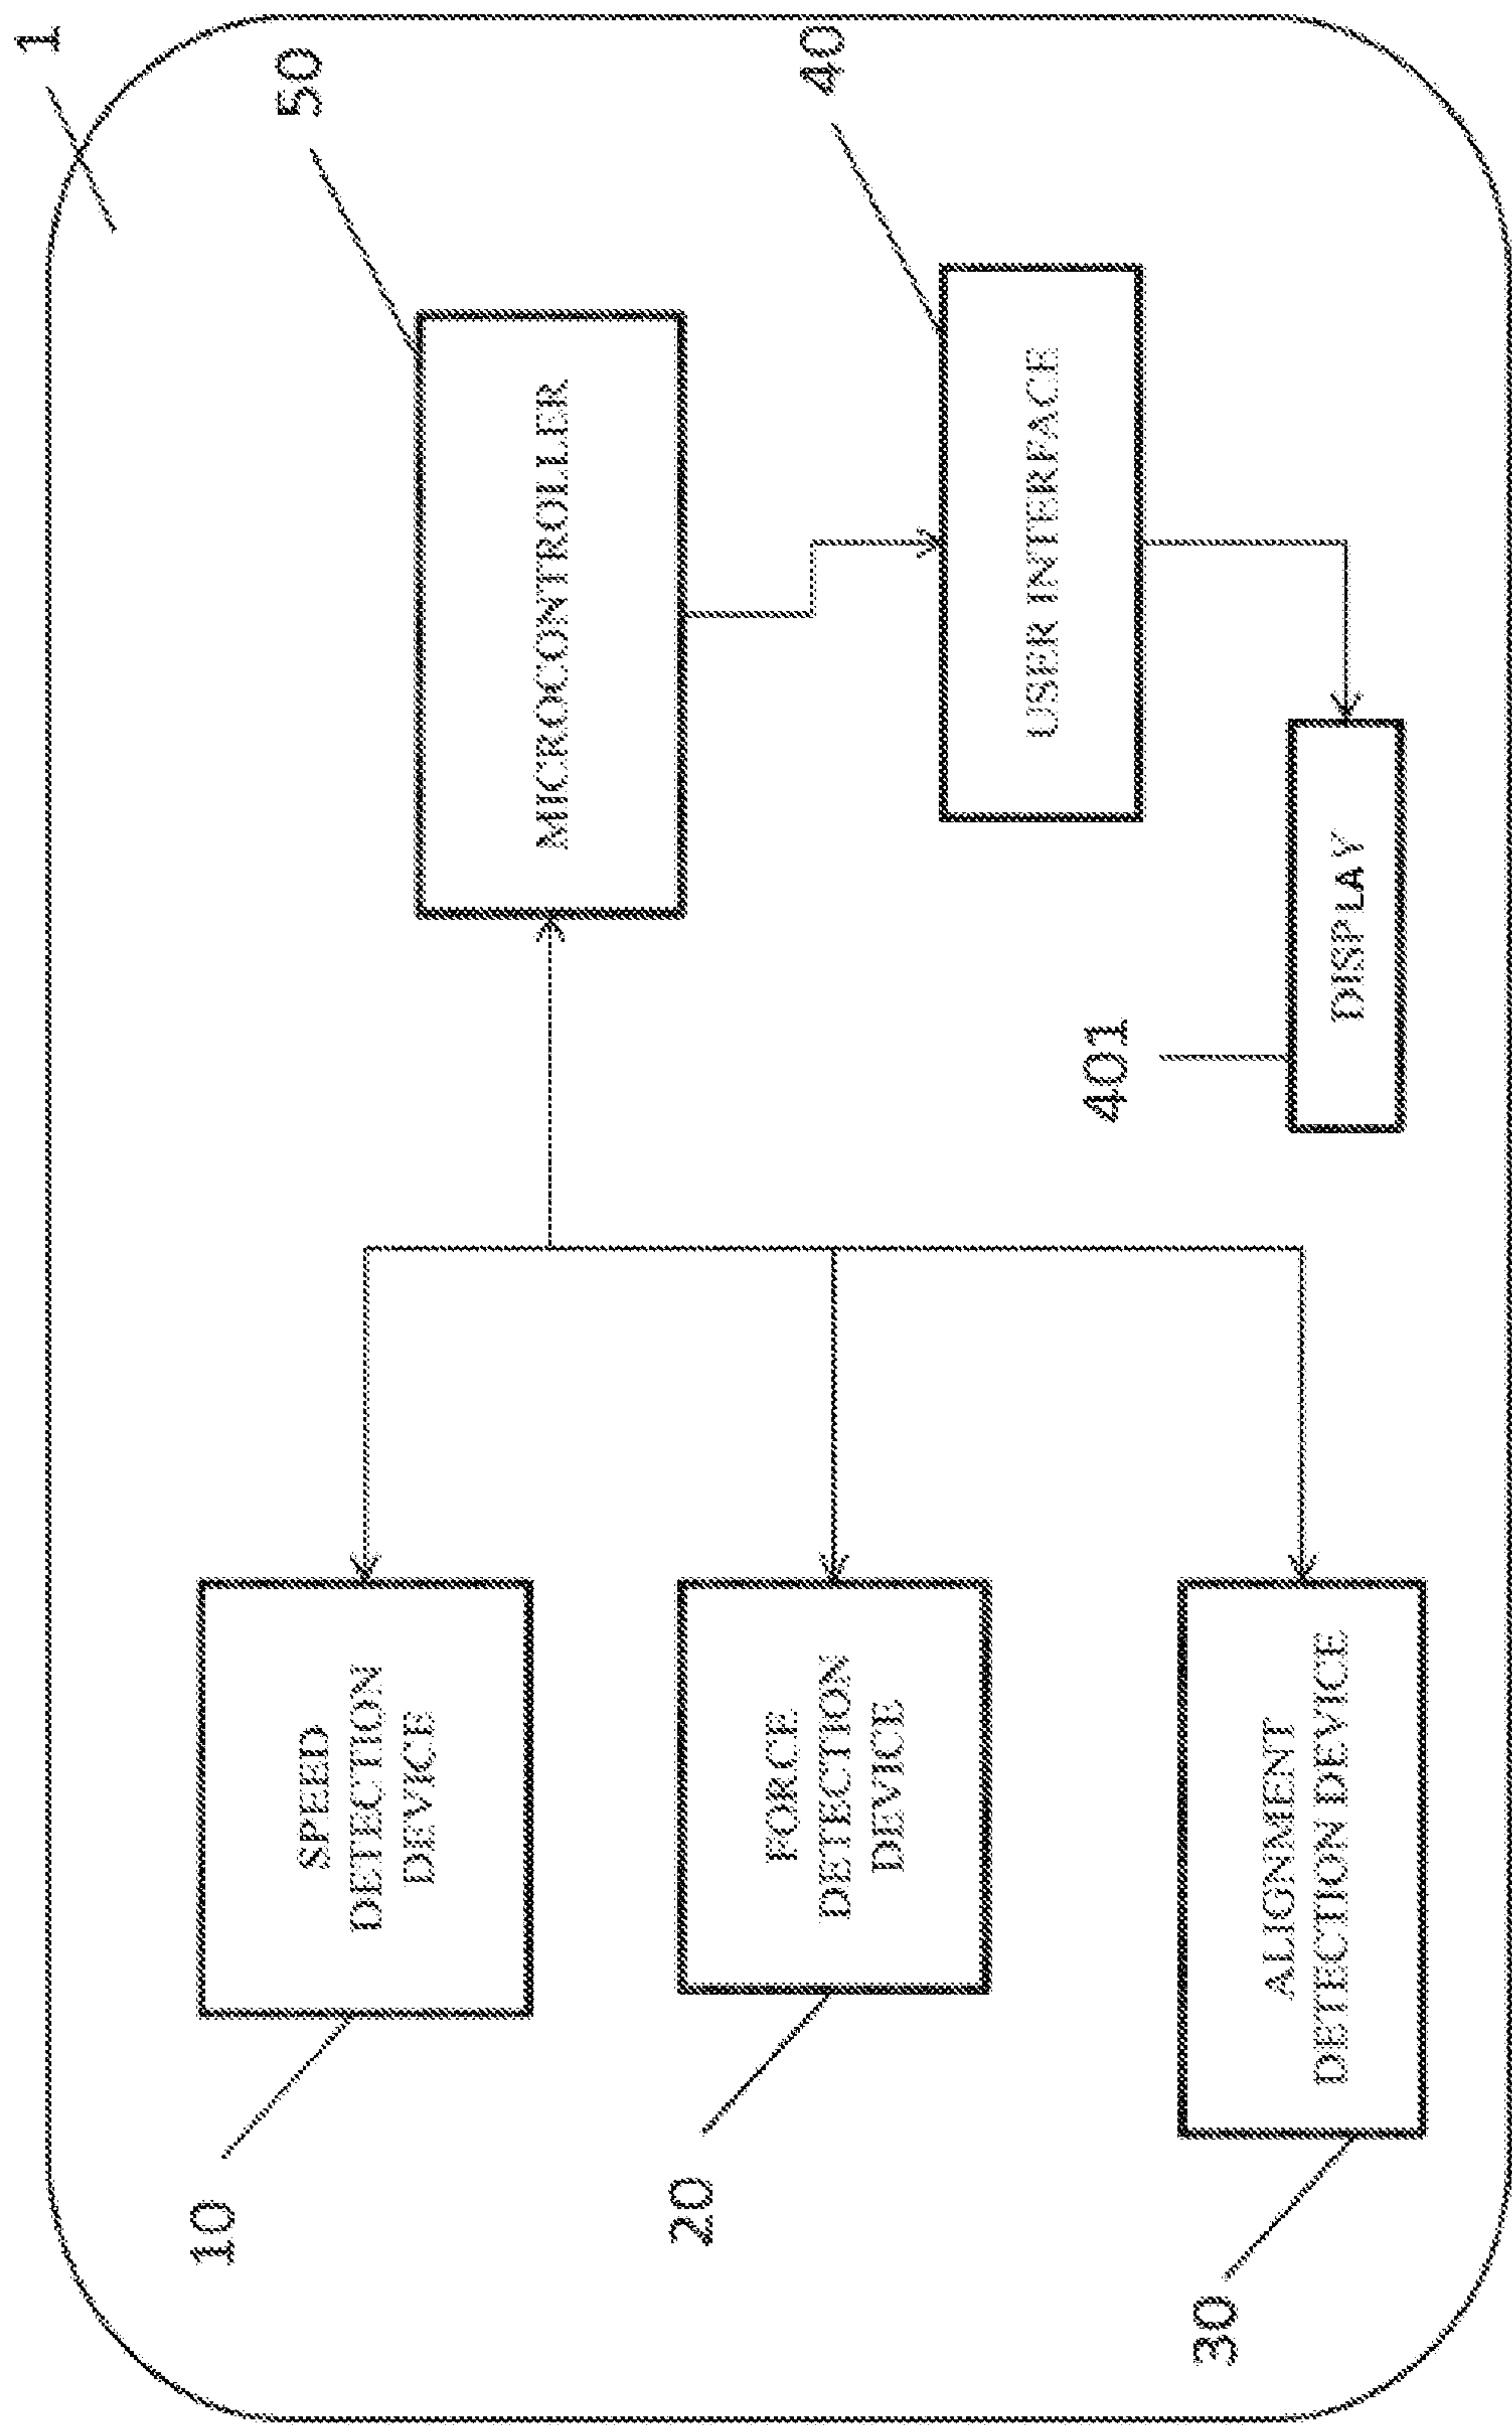 1
50
MICROCONTROLLER
40
USER INTERFACE
401
DISPLAY
10
SPEED
DETECTION
DEVICE
20
FORCE
DETECTION
DEVICE
30
ALIGNMENT
DETECTION DEVICE